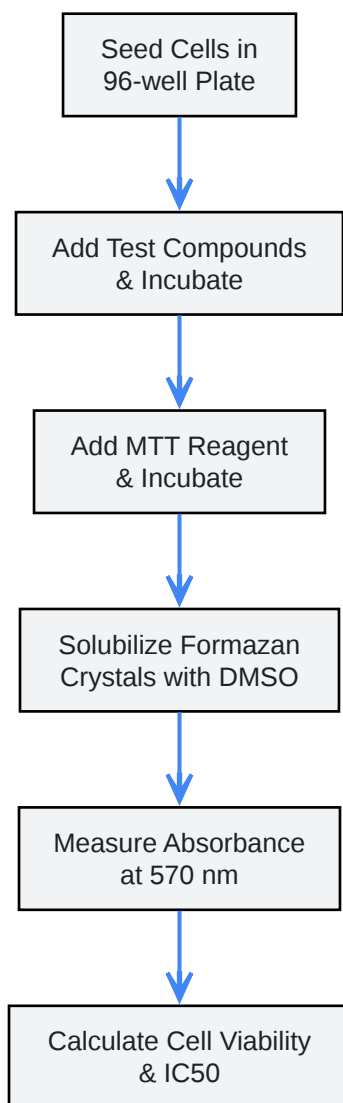 Seed Cells in
96-well Plate
Add Test Compounds
& Incubate
Add MTT Reagent
& Incubate
Solubilize Formazan
Crystals with DMSO
Measure Absorbance
at 570 nm
Calculate Cell Viability
& IC50